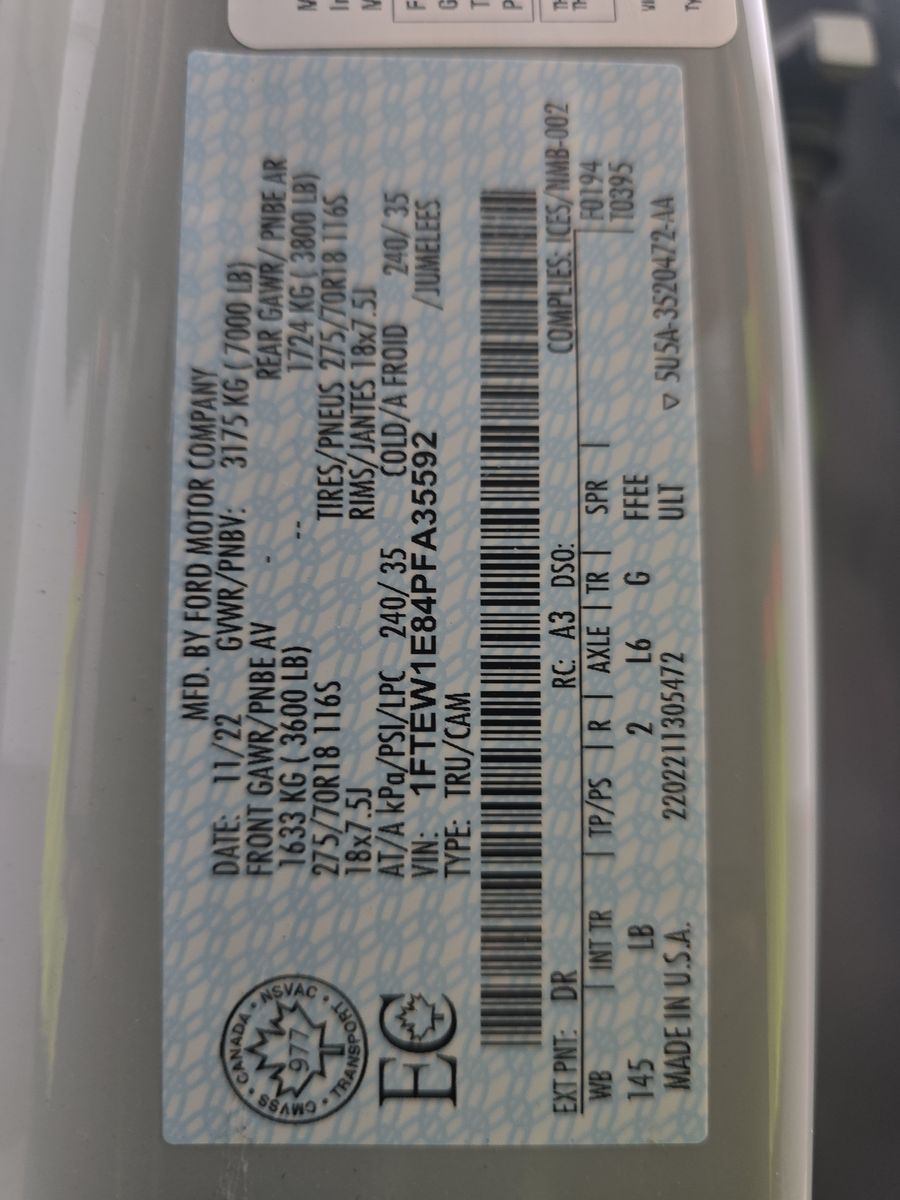 MFD. BY FORD MOTOR COMPANY
DATE: 11/22 GVWR/PNBV: 3175 KG ( 7000 LB)
FRONT GAWR/PNBE AV - REAR GAWR/ PNBE AR
1633 KG ( 3600 LB) -- 1724 KG ( 3800 LB)
275/70R18 116S TIRES/PNEUS 275/70R18 116S
18x7.5J RIMS/JANTES 18x7.5J
AT/A kPa/PSI/LPC 240/ 35 COLD/A FROID 240/ 35
VIN: 1FTEW1E84PFA35592 /JUMELEES
TYPE: TRU/CAM
CANADA • NSVAC • TRANSPORT • CMVSS •
977
EC
COMPLIES: ICES/NMB-002
EXT PNT: DR RC: A3 DSO: F0194
WB | INT TR | TP/PS | R | AXLE | TR | SPR | T0395
145 LB 2 L6 G FFEE
ULT
MADE IN U.S.A. 2202211305472 ▽ 5U5A-3520472-AA